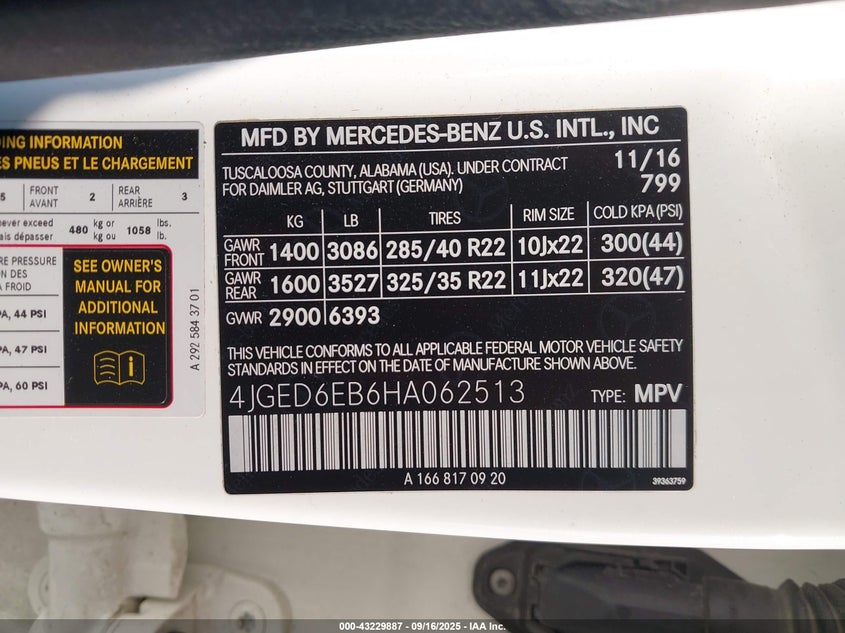 DING INFORMATION
ES PNEUS ET LE CHARGEMENT
5 FRONT AVANT 2 REAR ARRIÈRE 3
never exceed
ais dépasser 480 kg or kg ou 1058 lbs. lb.
E PRESSURE
ON DES
A FROID
PA, 44 PSI
PA, 47 PSI
PA, 60 PSI
SEE OWNER'S
MANUAL FOR
ADDITIONAL
INFORMATION
A 292 584 37 01
MFD BY MERCEDES-BENZ U.S. INTL., INC
TUSCALOOSA COUNTY, ALABAMA (USA). UNDER CONTRACT 11/16
FOR DAIMLER AG, STUTTGART (GERMANY) 799
KG LB TIRES RIM SIZE COLD KPA(PSI)
GAWR FRONT 1400 3086 285/40 R22 10Jx22 300(44)
GAWR REAR 1600 3527 325/35 R22 11Jx22 320(47)
GVWR 2900 6393
THIS VEHICLE CONFORMS TO ALL APPLICABLE FEDERAL MOTOR VEHICLE SAFETY
STANDARDS IN EFFECT ON THE DATE OF MANUFACTURE SHOWN ABOVE.
4JGED6EB6HA062513 TYPE: MPV
A 166 817 09 20
39363759
000-43229887 - 09/16/2025 - IAA Inc.